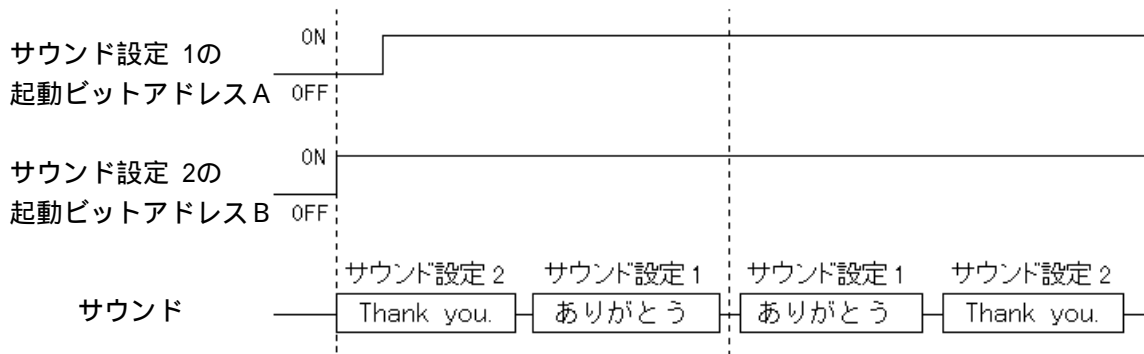 ON
サウンド設定 1の
起動ビットアドレスA
OFF
ON
サウンド設定 2の
起動ビットアドレスB
OFF
サウンド設定2 サウンド設定1 サウンド設定1 サウンド設定2
サウンド Thank you. ありがとう ありがとう Thank you.